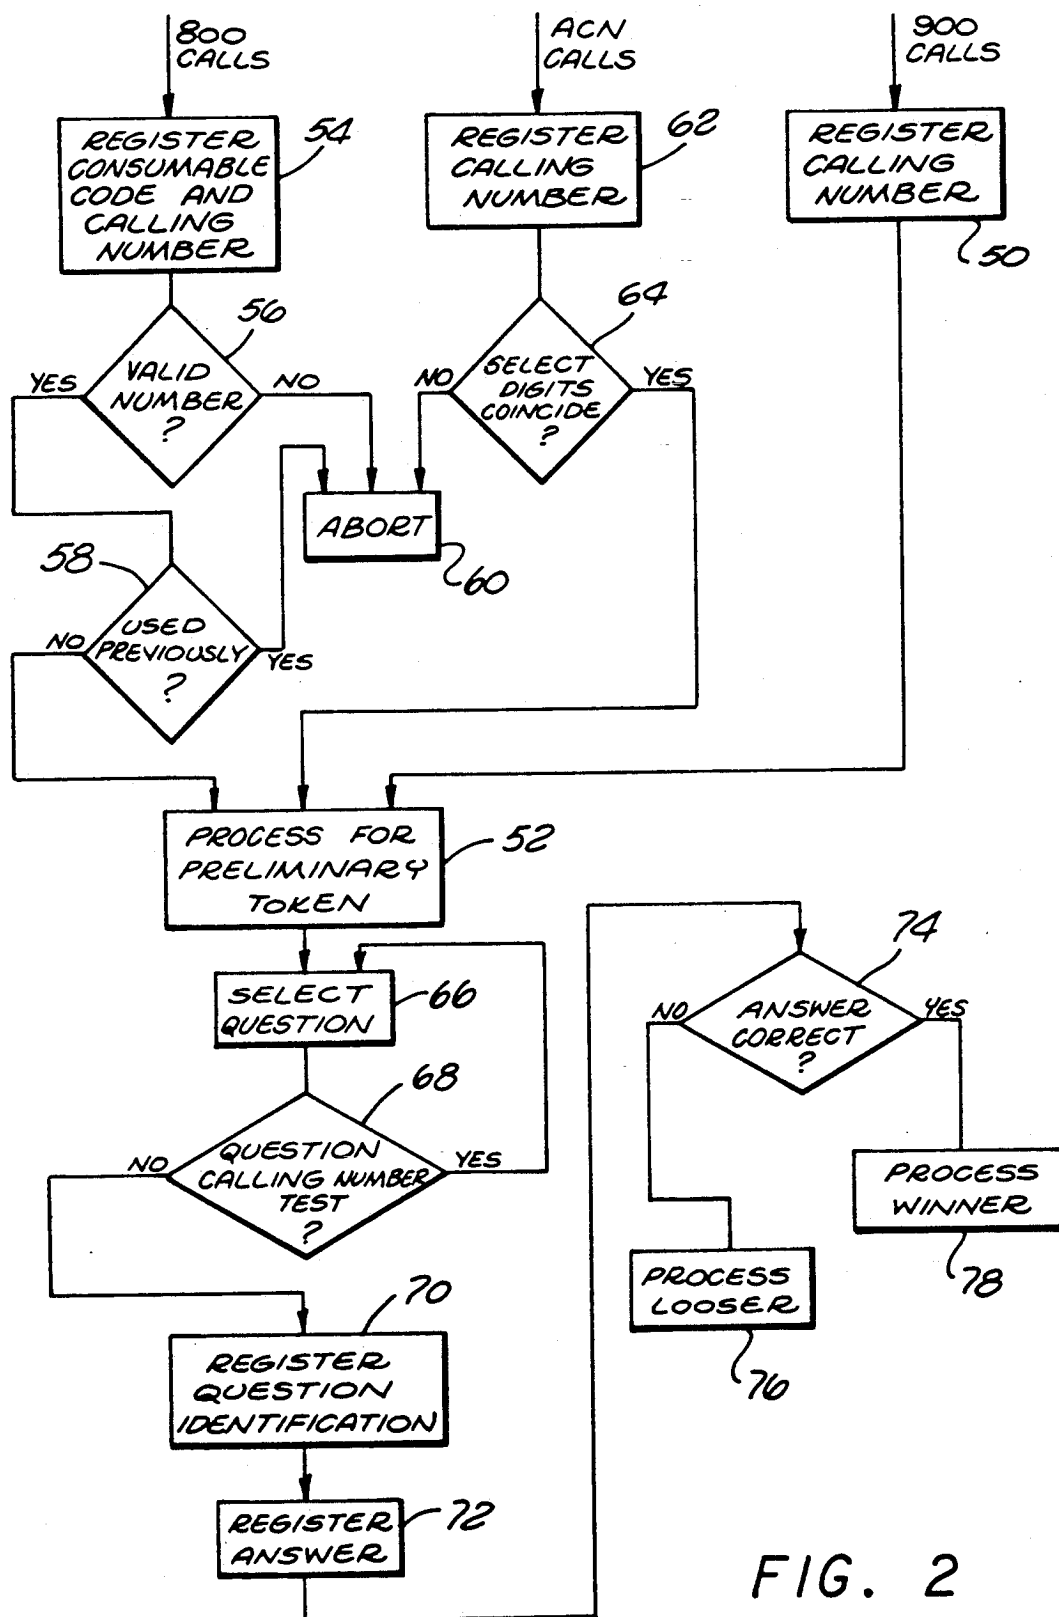 800
CALLS
ACN
CALLS
900
CALLS
REGISTER
CONSUMABLE
CODE AND
CALLING
NUMBER
54
REGISTER
CALLING
NUMBER
62
REGISTER
CALLING
NUMBER
50
VALID
NUMBER
?
56
YES
NO
SELECT
DIGITS
COINCIDE
?
64
NO
YES
ABORT
60
USED
PREVIOUSLY
?
58
NO
YES
PROCESS FOR
PRELIMINARY
TOKEN
52
SELECT
QUESTION
66
QUESTION
CALLING NUMBER
TEST
?
68
NO
YES
REGISTER
QUESTION
IDENTIFICATION
70
REGISTER
ANSWER
72
ANSWER
CORRECT
?
74
NO
YES
PROCESS
WINNER
78
PROCESS
LOOSER
76
FIG. 2